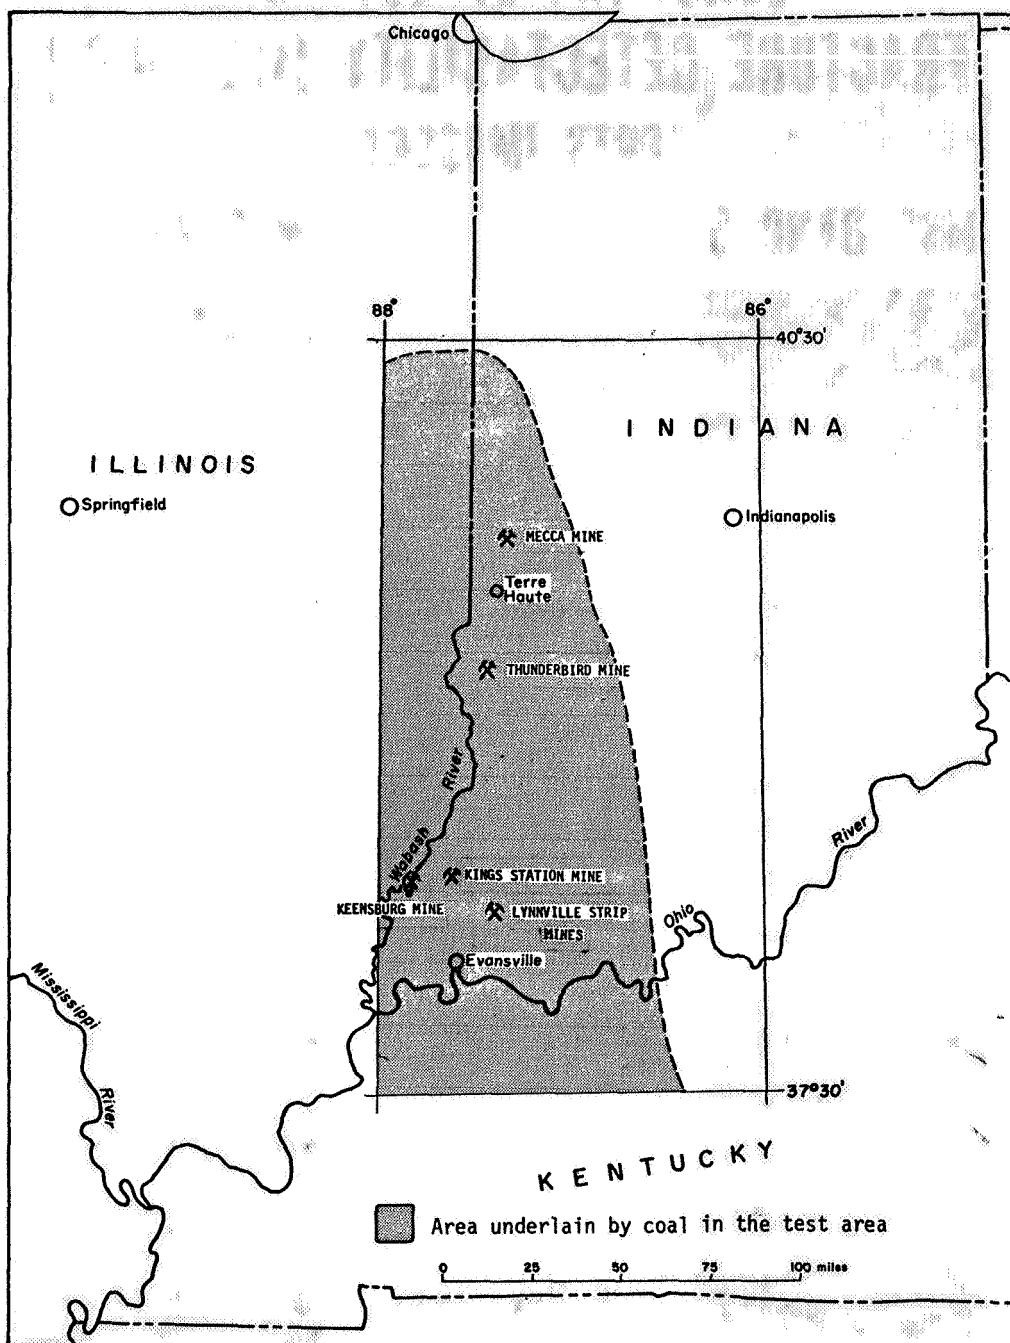 Chicago
88°
86°
40°30'
INDIANA
ILLINOIS
Springfield
Indianapolis
MECCA MINE
Terre
Haute
THUNDERBIRD MINE
River
Wabash
River
KINGS STATION MINE
KEENSBURG MINE
LYNNVILLE STRIP
MINES
Ohio
Evansville
Mississippi
River
37°30'
KENTUCKY
Area underlain by coal in the test area
0 25 50 75 100 miles